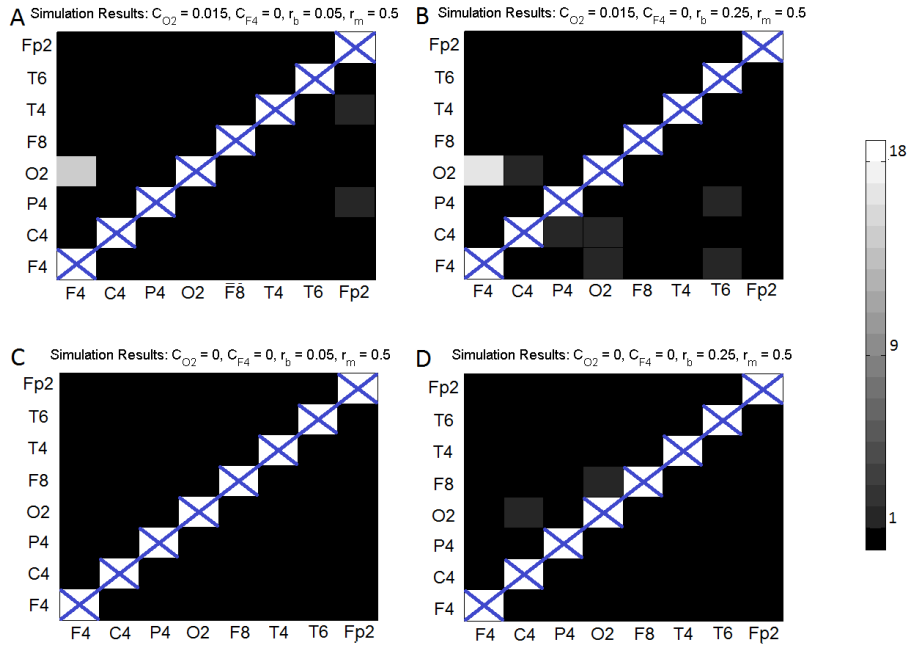 A Simulation Results: C_O2 = 0.015, C_F4 = 0, r_b = 0.05, r_m = 0.5
Fp2
T6
T4
F8
O2
P4
C4
F4
F4 C4 P4 O2 F8 T4 T6 Fp2
B Simulation Results: C_O2 = 0.015, C_F4 = 0, r_b = 0.25, r_m = 0.5
Fp2
T6
T4
F8
O2
P4
C4
F4
F4 C4 P4 O2 F8 T4 T6 Fp2
18
9
1
C Simulation Results: C_O2 = 0, C_F4 = 0, r_b = 0.05, r_m = 0.5
Fp2
T6
T4
F8
O2
P4
C4
F4
F4 C4 P4 O2 F8 T4 T6 Fp2
D Simulation Results: C_O2 = 0, C_F4 = 0, r_b = 0.25, r_m = 0.5
Fp2
T6
T4
F8
O2
P4
C4
F4
F4 C4 P4 O2 F8 T4 T6 Fp2